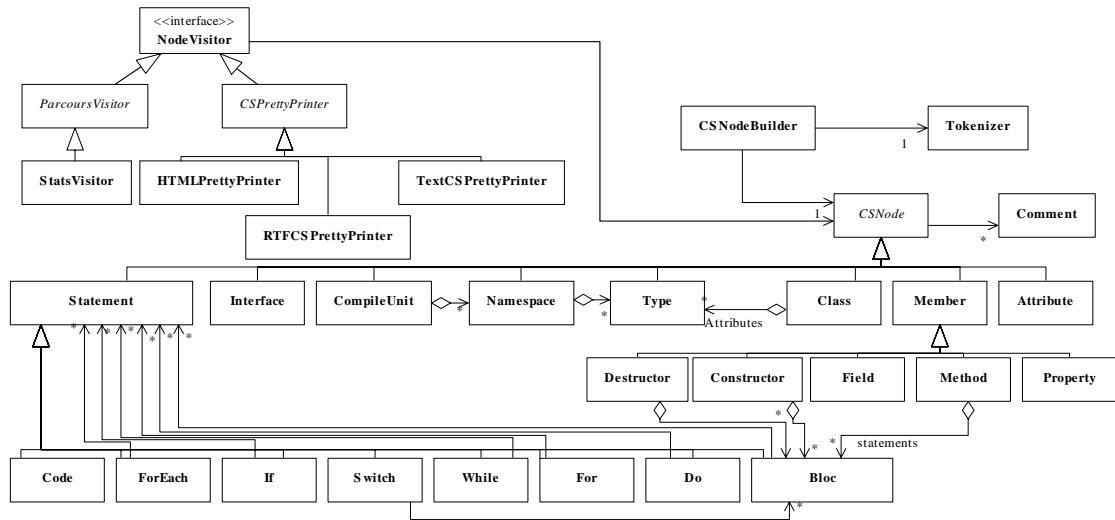 <<interface>>
NodeVisitor
ParcoursVisitor
CSPrettyPrinter
CSNodeBuilder
Tokenizer
1
StatsVisitor
HTMLPrettyPrinter
TextCSPrettyPrinter
RTFCSPrettyPrinter
1
CSNode
*
Comment
Statement
Interface
CompileUnit
*
Namespace
*
Type
*
Attributes
Class
Member
Attribute
* * * * * *
Destructor
Constructor
Field
Method
Property
*
*
*
statements
Code
ForEach
If
Switch
While
For
Do
Bloc
*